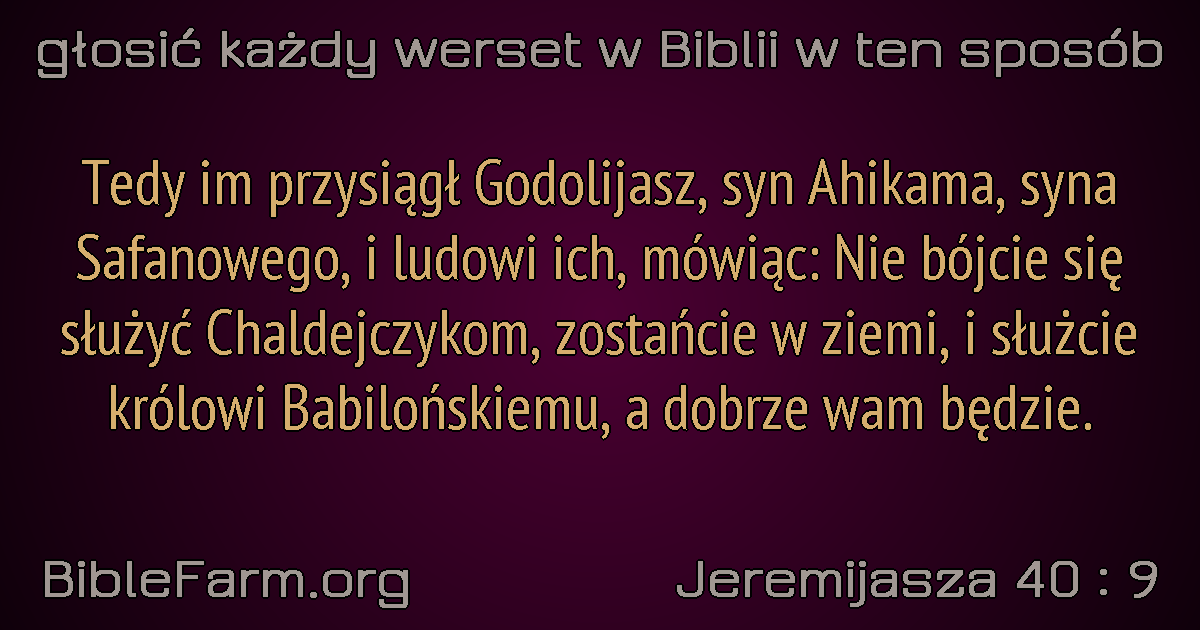 głosić każdy werset w Biblii w ten sposób
Tedy im przysiągł Godolijasz, syn Ahikama, syna
Safanowego, i ludowi ich, mówiąc: Nie bójcie się
służyć Chaldejczykom, zostańcie w ziemi, i służcie
królowi Babilońskiemu, a dobrze wam będzie.
BibleFarm.org
Jeremijasza 40 : 9